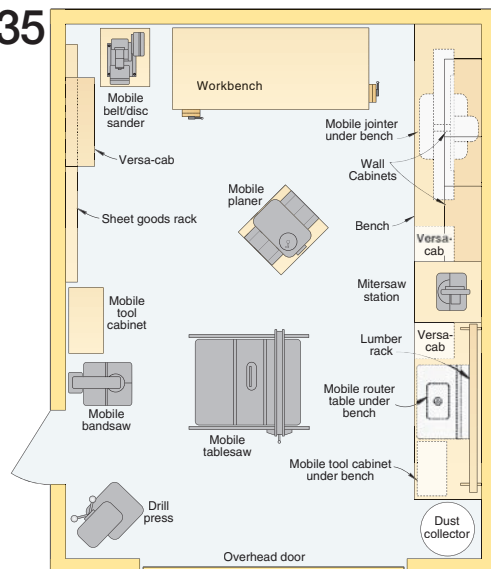 35
Workbench
Mobile
belt/disc
sander
Versa-cab
Sheet goods rack
Mobile jointer
under bench
Wall
Cabinets
Mobile
planer
Bench
Versa-
cab
Mitersaw
station
Mobile
tool
cabinet
Versa-
cab
Lumber
rack
Mobile router
table under
bench
Mobile
bandsaw
Mobile
tablesaw
Mobile tool cabinet
under bench
Drill
press
Dust
collector
Overhead door